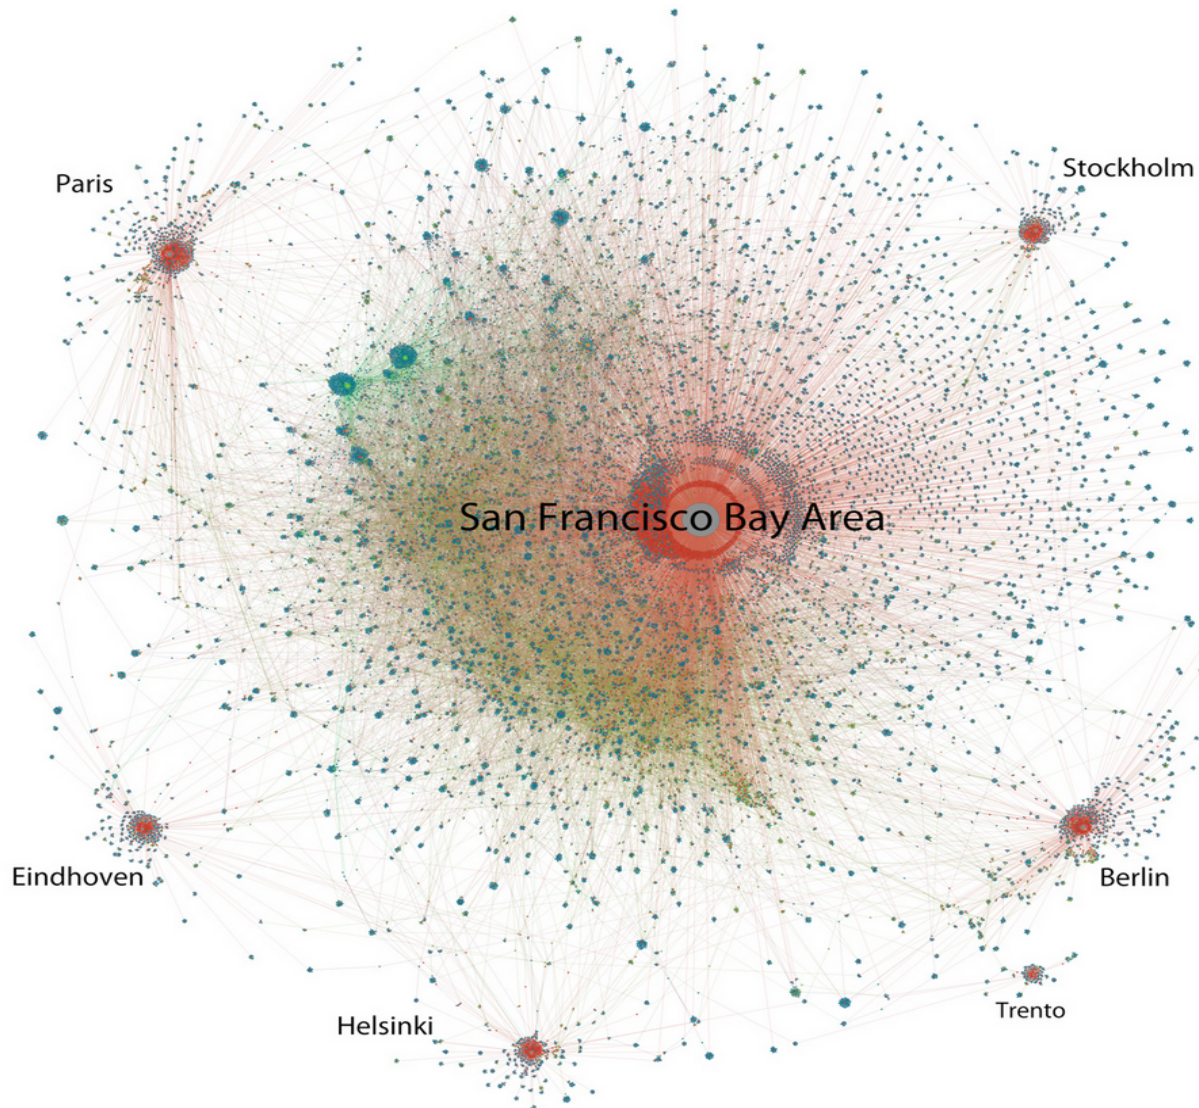 Stockholm
Paris
San Francisco Bay Area
Eindhoven
Berlin
Trento
Helsinki